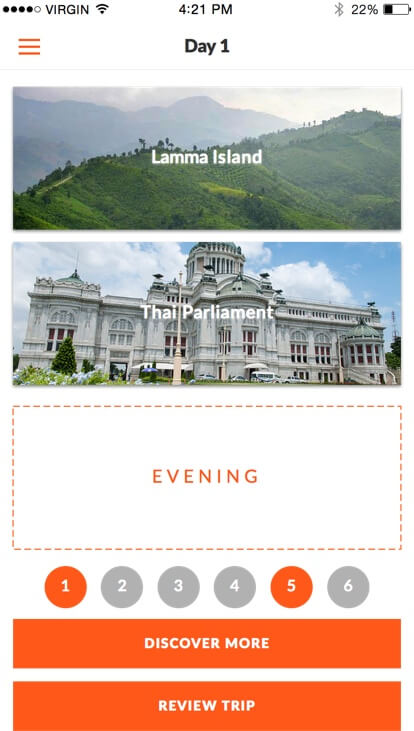 VIRGIN 4:21 PM 22%
Day 1
Lamma Island
Thai Parliament
EVENING
1 2 3 4 5 6
DISCOVER MORE
REVIEW TRIP